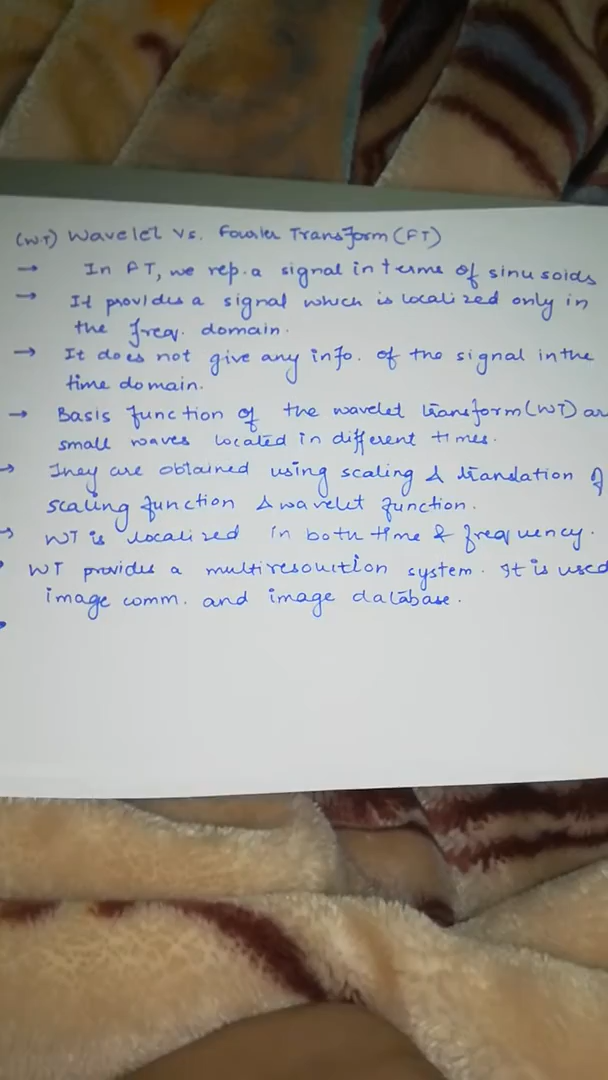 (WT) Wavelet vs. Fourier Transform (FT)
→ In FT, we rep. a signal in terms of sinusoids
→ It provides a signal which is localized only in
the freq. domain.
→ It does not give any info. of the signal in the
time domain.
→ Basis function of the wavelet transform (WT) are
small waves located in different times.
→ They are obtained using scaling & translation of
scaling function & wavelet function.
→ WT is localized in both time & frequency.
WT provides a multiresolution system. It is used
image comm. and image database.